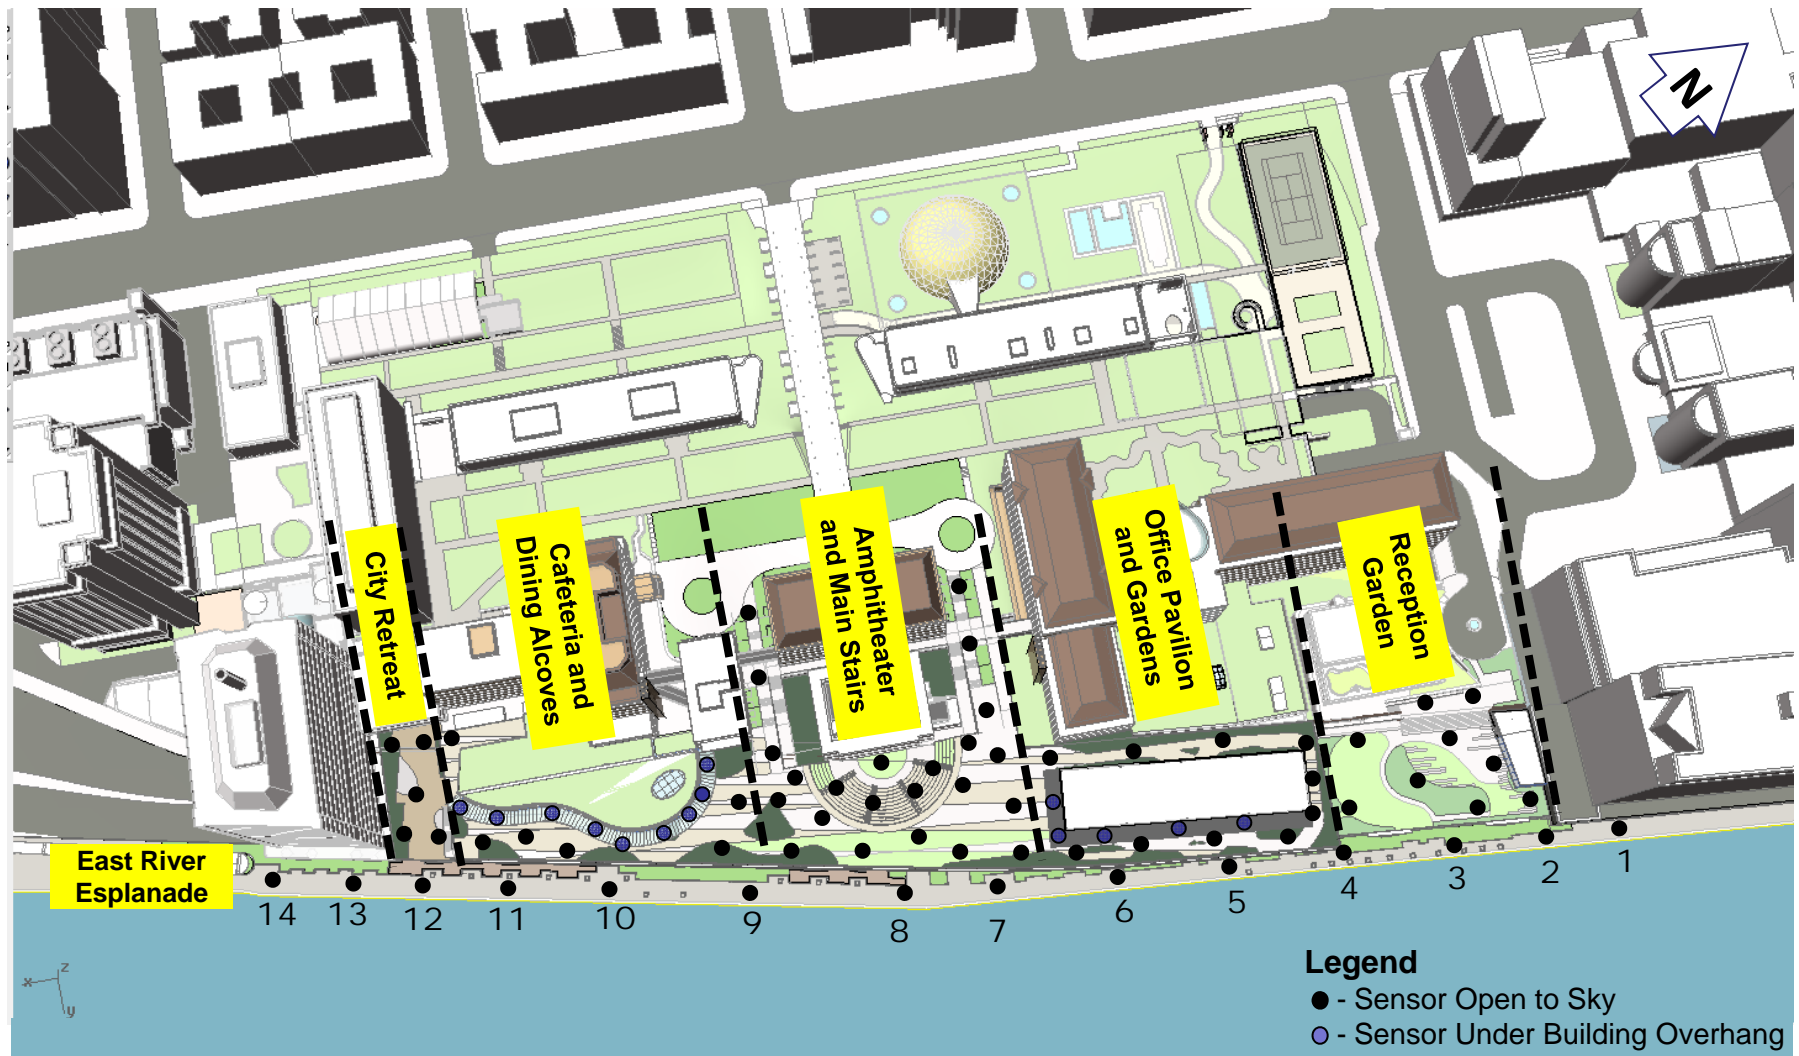 N
City Retreat
Cafeteria and
Dining Alcoves
Amphitheater
and Main Stairs
Office Pavilion
and Gardens
Reception
Garden
East River
Esplanade
14
13
12
11
10
9
8
7
6
5
4
3
2
1
Legend
- Sensor Open to Sky
- Sensor Under Building Overhang
z
x
y